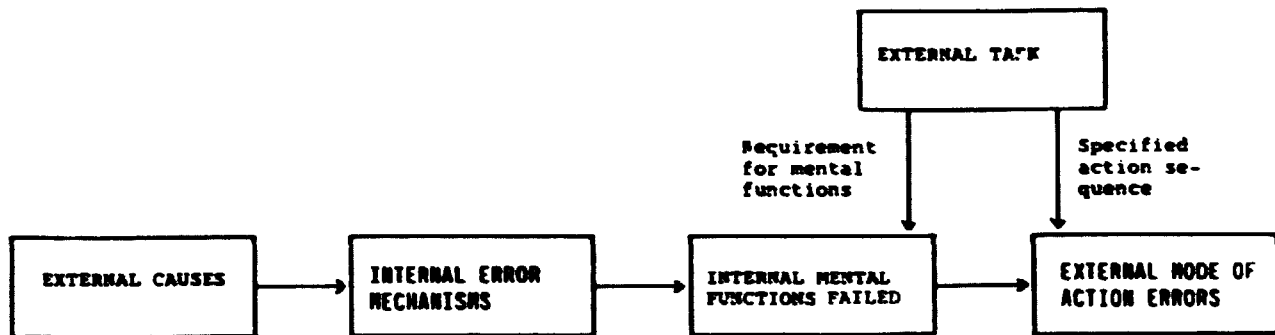 EXTERNAL TASK
Requirement
for mental
functions
Specified
action se-
quence
EXTERNAL CAUSES
INTERNAL ERROR
MECHANISMS
INTERNAL MENTAL
FUNCTIONS FAILED
EXTERNAL MODE OF
ACTION ERRORS